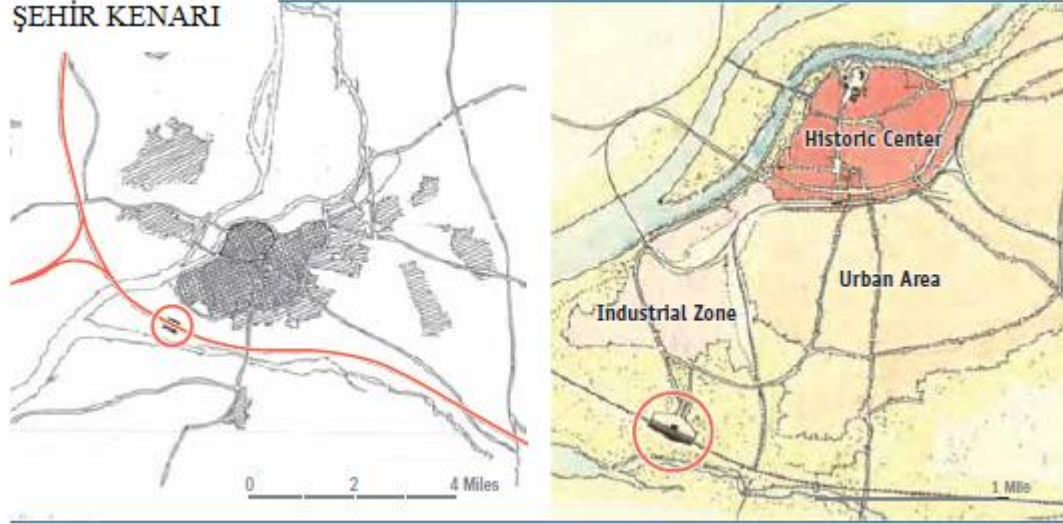 ŞEHİR KENARI
Historic Center
Urban Area
Industrial Zone
0 2 4 Miles
0 1 Mile